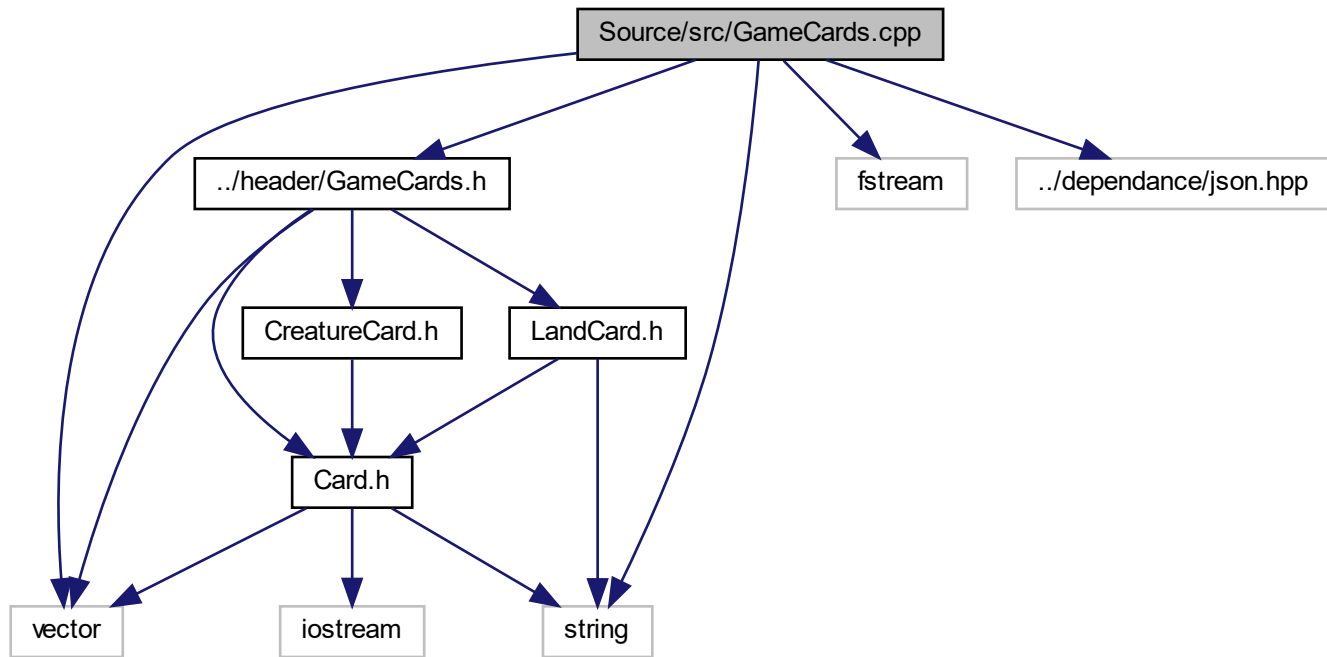 Source/src/GameCards.cpp
../header/GameCards.h
fstream
../dependance/json.hpp
CreatureCard.h
LandCard.h
Card.h
vector
iostream
string